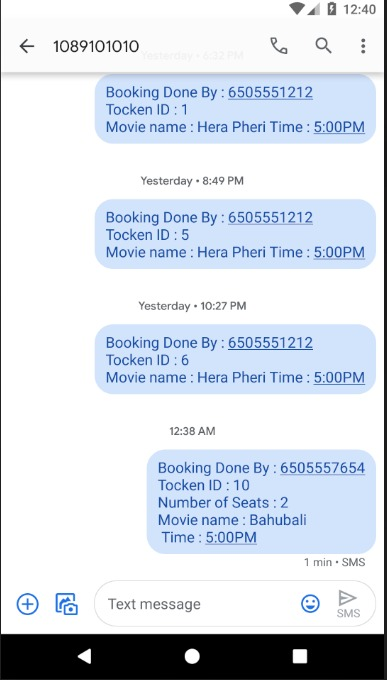 12:40
1089101010
Yesterday • 6:32 PM
Booking Done By : 6505551212
Tocken ID : 1
Movie name : Hera Pheri Time : 5:00PM
Yesterday • 8:49 PM
Booking Done By : 6505551212
Tocken ID : 5
Movie name : Hera Pheri Time : 5:00PM
Yesterday • 10:27 PM
Booking Done By : 6505551212
Tocken ID : 6
Movie name : Hera Pheri Time : 5:00PM
12:38 AM
Booking Done By : 6505557654
Tocken ID : 10
Number of Seats : 2
Movie name : Bahubali
Time : 5:00PM
1 min • SMS
Text message
SMS